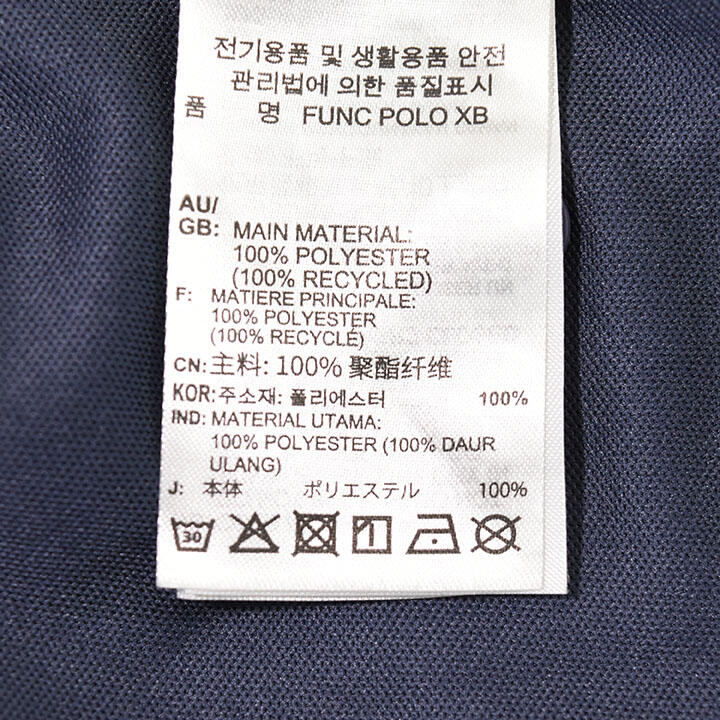 전기용품 및 생활용품 안전
관리법에 의한 품질표시
품 명 FUNC POLO XB
AU/
GB: MAIN MATERIAL:
100% POLYESTER
(100% RECYCLED)
F: MATIERE PRINCIPALE:
100% POLYESTER
(100% RECYCLÉ)
CN: 主料: 100% 聚酯纤维
KOR: 주소재: 폴리에스터 100%
IND: MATERIAL UTAMA:
100% POLYESTER (100% DAUR
ULANG)
J: 本体 ポリエステル 100%
30